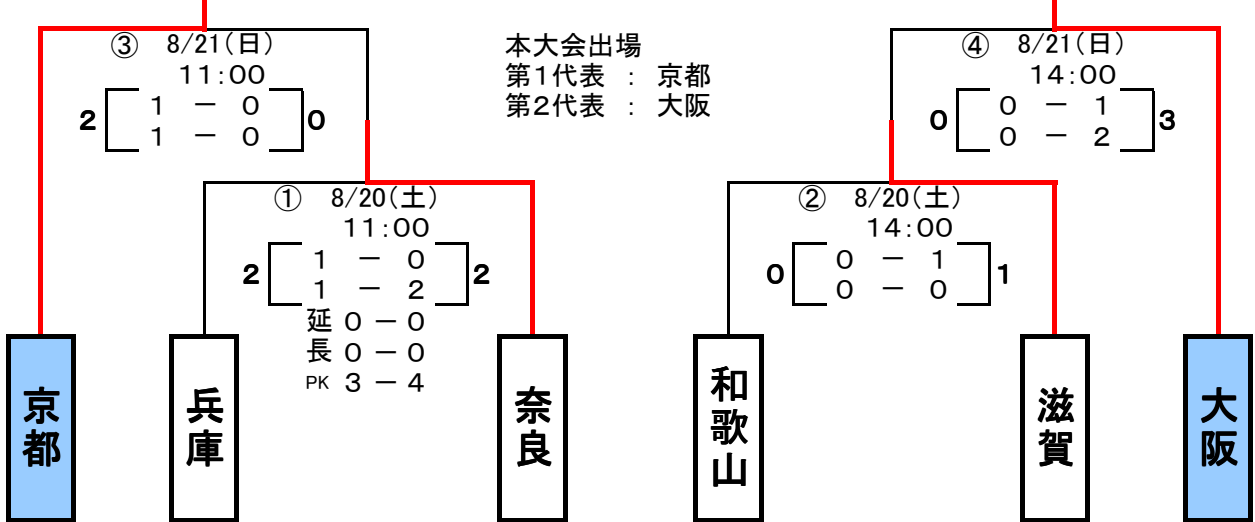 ③ 8/21(日)
11:00
2 1 － 0 0
1 － 0
本大会出場
第1代表 ： 京都
第2代表 ： 大阪
④ 8/21(日)
14:00
0 0 － 1 3
0 － 2
① 8/20(土)
11:00
2 1 － 0 2
1 － 2
延 0 － 0
長 0 － 0
PK 3 － 4
② 8/20(土)
14:00
0 0 － 1 1
0 － 0
京都
兵庫
奈良
和歌山
滋賀
大阪